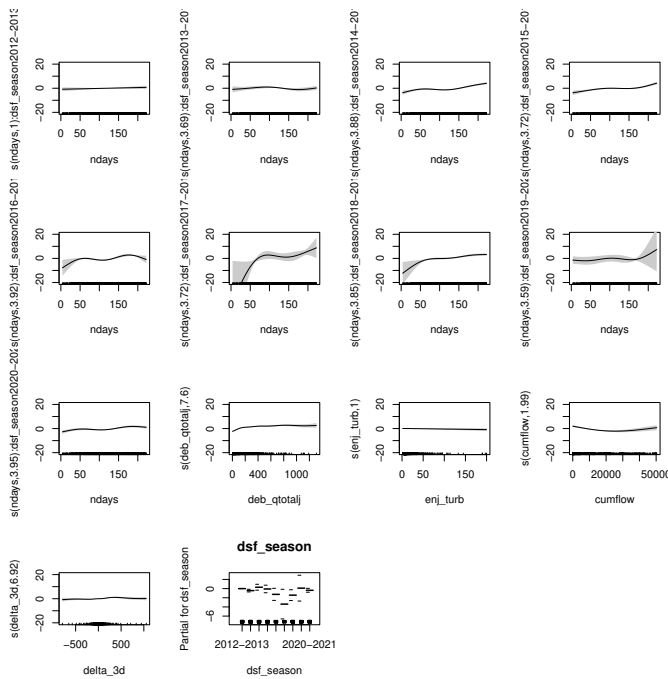 s(ndays,1):dsf_season2012−2013
20
0
−20
0 50 150
ndays
s(ndays,3.69):dsf_season2013−20
20
0
−20
0 50 150
ndays
s(ndays,3.88):dsf_season2014−20
20
0
−20
0 50 150
ndays
s(ndays,3.72):dsf_season2015−20
20
0
−20
0 50 150
ndays
s(ndays,3.92):dsf_season2016−201
20
0
−20
0 50 150
ndays
s(ndays,3.72):dsf_season2017−201
20
0
−20
0 50 150
ndays
s(ndays,3.85):dsf_season2018−201
20
0
−20
0 50 150
ndays
s(ndays,3.59):dsf_season2019−202
20
0
−20
0 50 150
ndays
s(ndays,3.95):dsf_season2020−202
20
0
−20
0 50 150
ndays
s(deb_qtotalj,7.6)
20
0
−20
0 400 1000
deb_qtotalj
s(enj_turb,1)
20
0
−20
0 50 150
enj_turb
s(cumflow,1.99)
20
0
−20
0 20000 50000
cumflow
s(delta_3d,6.92)
20
0
−20
−500 500
delta_3d
dsf_season
Partial for dsf_season
0
−6
2012−2013 2020−2021
dsf_season